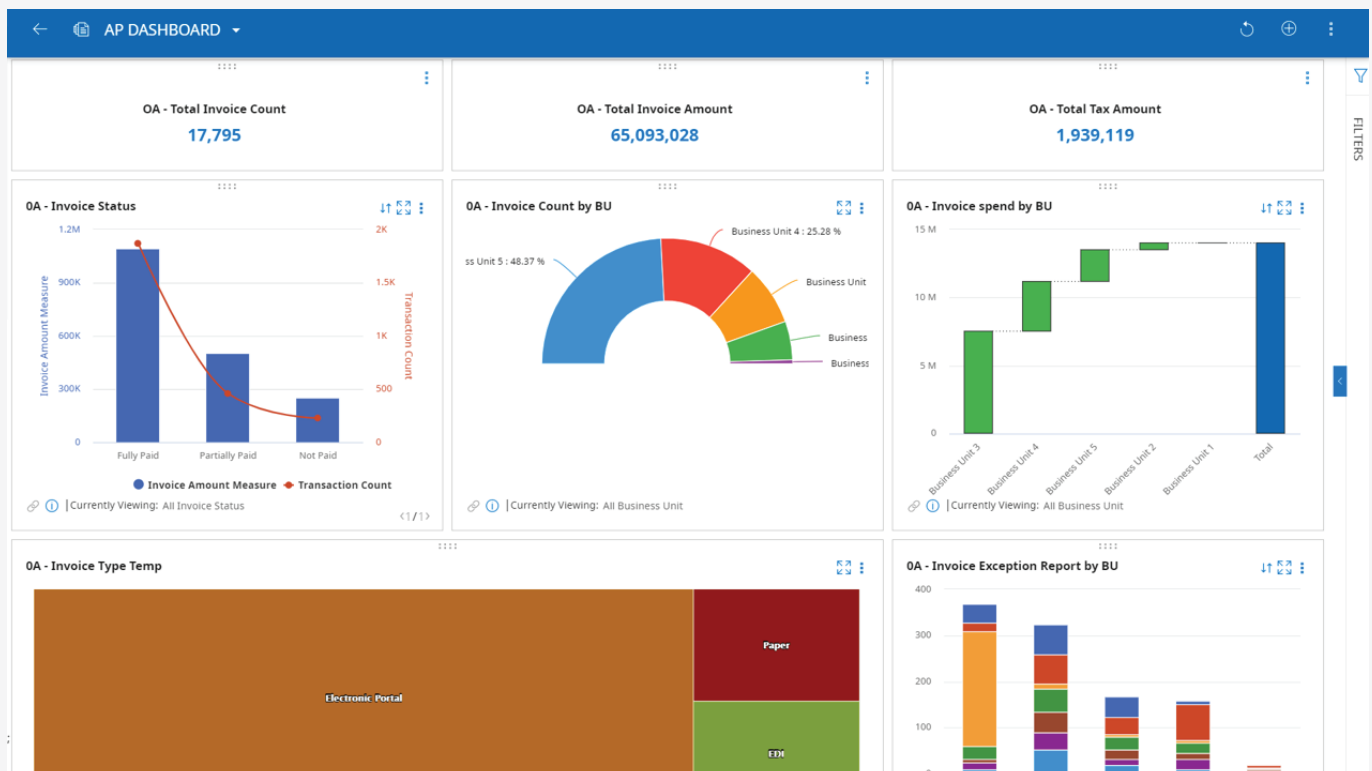 AP DASHBOARD
OA - Total Invoice Count
17,795
OA - Total Invoice Amount
65,093,028
OA - Total Tax Amount
1,939,119
FILTERS
0A - Invoice Status
1.2M
900K
600K
300K
0
Invoice Amount Measure
2K
1.5K
1K
500
0
Transaction Count
Fully Paid
Partially Paid
Not Paid
Invoice Amount Measure
Transaction Count
Currently Viewing: All Invoice Status
1/1
0A - Invoice Count by BU
ss Unit 5 : 48.37 %
Business Unit 4 : 25.28 %
Business Unit
Business
Business
Currently Viewing: All Business Unit
0A - Invoice spend by BU
15 M
10 M
5 M
0
Business Unit 3
Business Unit 4
Business Unit 5
Business Unit 2
Business Unit 1
Total
Currently Viewing: All Business Unit
0A - Invoice Type Temp
Electronic Portal
Paper
EDI
0A - Invoice Exception Report by BU
400
300
200
100